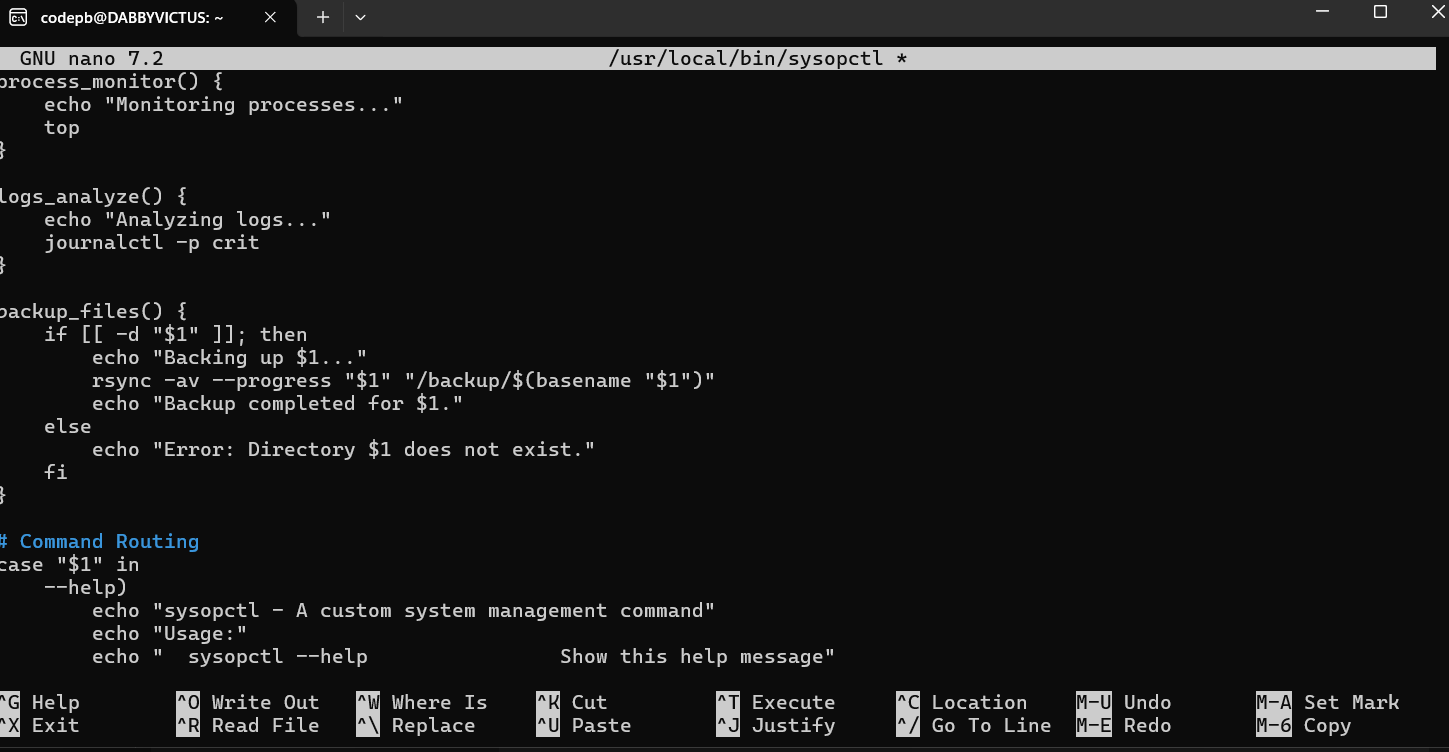 codepb@DABBYVICTUS: ~
GNU nano 7.2 /usr/local/bin/sysopctl *
process_monitor() {
    echo "Monitoring processes..."
    top
}
logs_analyze() {
    echo "Analyzing logs..."
    journalctl -p crit
}
backup_files() {
    if [[ -d "$1" ]]; then
        echo "Backing up $1..."
        rsync -av --progress "$1" "/backup/$(basename "$1")"
        echo "Backup completed for $1."
    else
        echo "Error: Directory $1 does not exist."
    fi
}
# Command Routing
case "$1" in
    --help)
        echo "sysopctl - A custom system management command"
        echo "Usage:"
        echo "  sysopctl --help                Show this help message"
^G Help ^O Write Out ^W Where Is ^K Cut ^T Execute ^C Location M-U Undo M-A Set Mark
^X Exit ^R Read File ^\ Replace ^U Paste ^J Justify ^/ Go To Line M-E Redo M-6 Copy